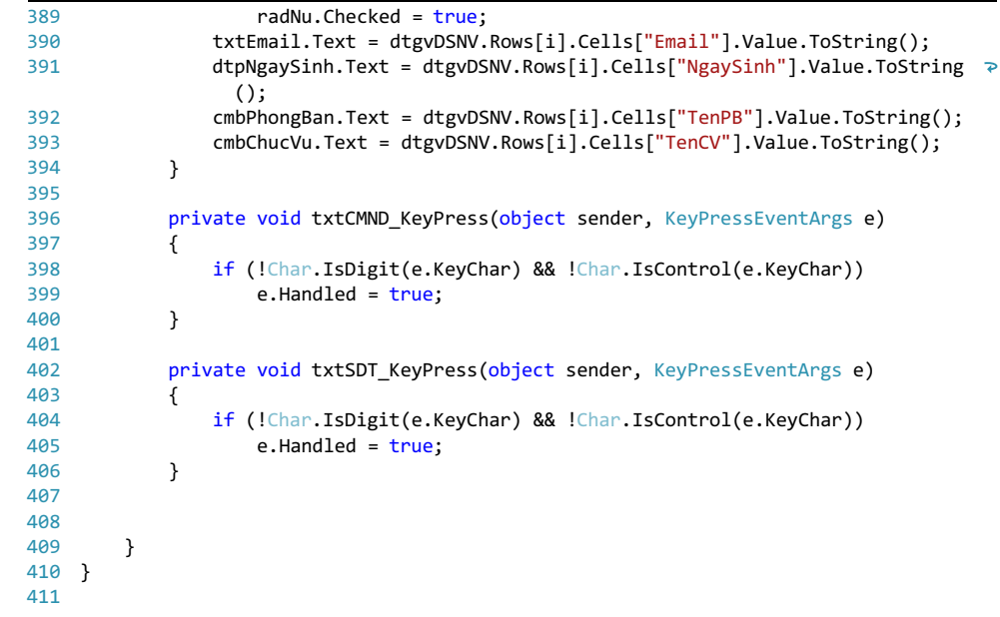 389                  radNu.Checked = true;
390              txtEmail.Text = dtgvDSNV.Rows[i].Cells["Email"].Value.ToString();
391              dtpNgaySinh.Text = dtgvDSNV.Rows[i].Cells["NgaySinh"].Value.ToString
                   ();
392              cmbPhongBan.Text = dtgvDSNV.Rows[i].Cells["TenPB"].Value.ToString();
393              cmbChucVu.Text = dtgvDSNV.Rows[i].Cells["TenCV"].Value.ToString();
394          }
395
396          private void txtCMND_KeyPress(object sender, KeyPressEventArgs e)
397          {
398              if (!Char.IsDigit(e.KeyChar) && !Char.IsControl(e.KeyChar))
399                  e.Handled = true;
400          }
401
402          private void txtSDT_KeyPress(object sender, KeyPressEventArgs e)
403          {
404              if (!Char.IsDigit(e.KeyChar) && !Char.IsControl(e.KeyChar))
405                  e.Handled = true;
406          }
407
408
409      }
410  }
411